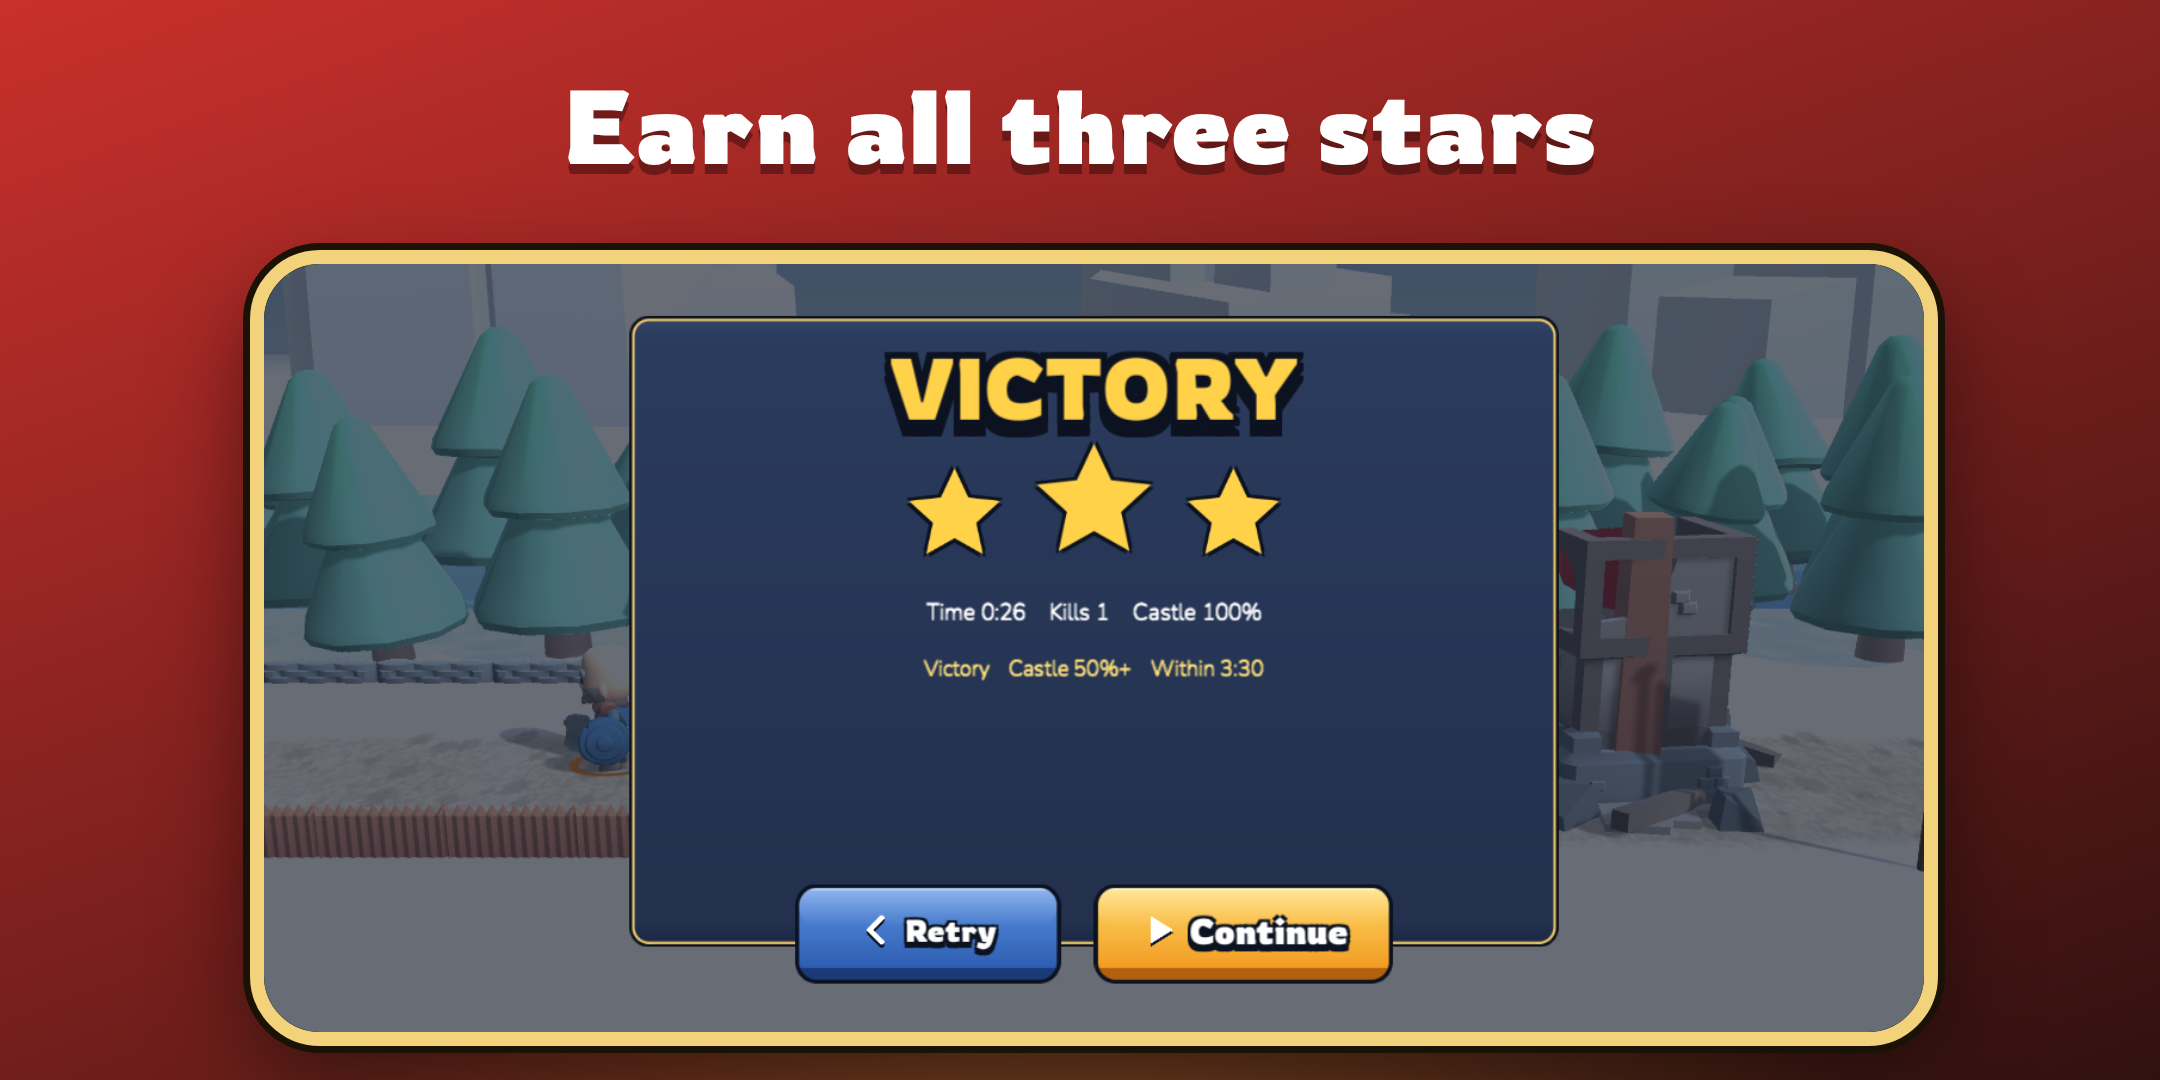 Earn all three stars
VICTORY
Time 0:26 Kills 1 Castle 100%
Victory Castle 50%+ Within 3:30
Retry
Continue